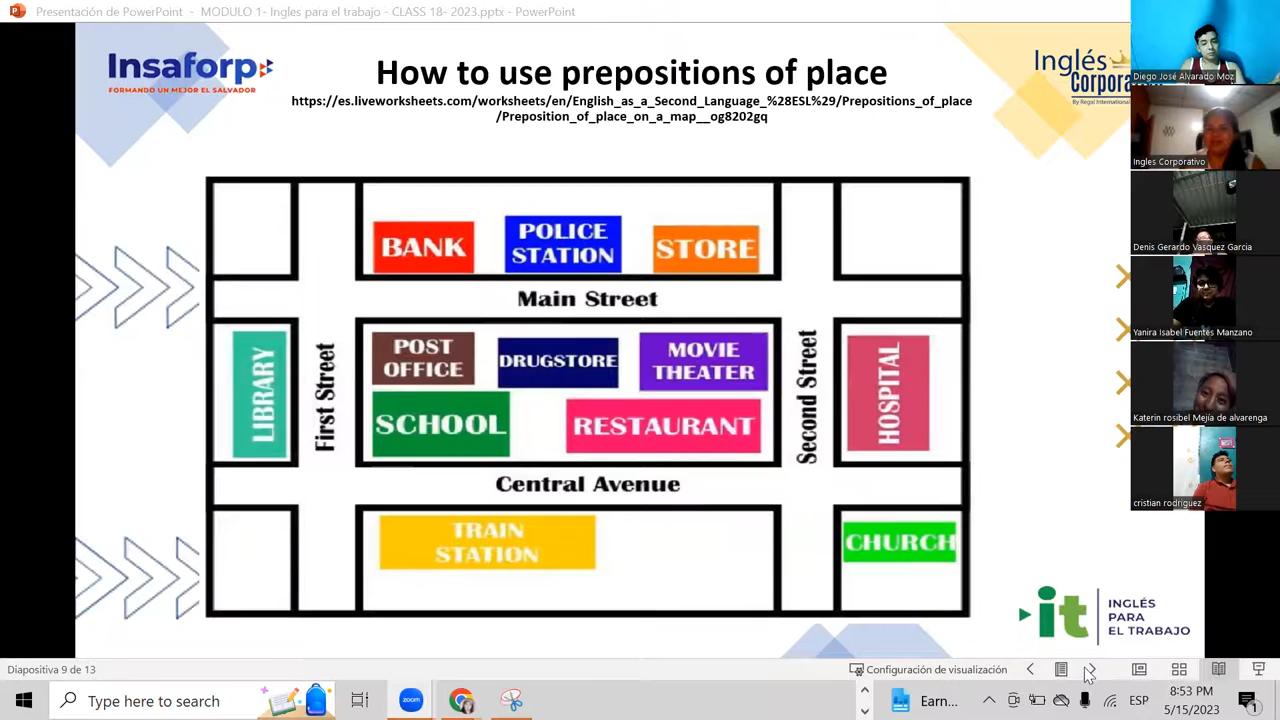 Presentación de PowerPoint - MODULO 1- Ingles para el trabajo - CLASS 18- 2023.pptx - PowerPoint
Insaforp
FORMANDO UN MEJOR EL SALVADOR
How to use prepositions of place
https://es.liveworksheets.com/worksheets/en/English_as_a_Second_Language_%28ESL%29/Prepositions_of_place
/Preposition_of_place_on_a_map__og8202gq
Inglés
Corporativ
By Regal International
Diego José Alvarado Moz
Ingles Corporativo
Denis Gerardo Vasquez Garcia
Yanira Isabel Fuentes Manzano
Katerin rosibel Mejía de alvarenga
cristian rodriguez
BANK
POLICE
STATION
STORE
Main Street
LIBRARY
First Street
POST
OFFICE
DRUGSTORE
MOVIE
THEATER
SCHOOL
RESTAURANT
Second Street
HOSPITAL
Central Avenue
TRAIN
STATION
CHURCH
it
INGLÉS
PARA
EL TRABAJO
Diapositiva 9 de 13
Configuración de visualización
Type here to search
zoom
Earn...
ESP
8:53 PM
5/15/2023
1